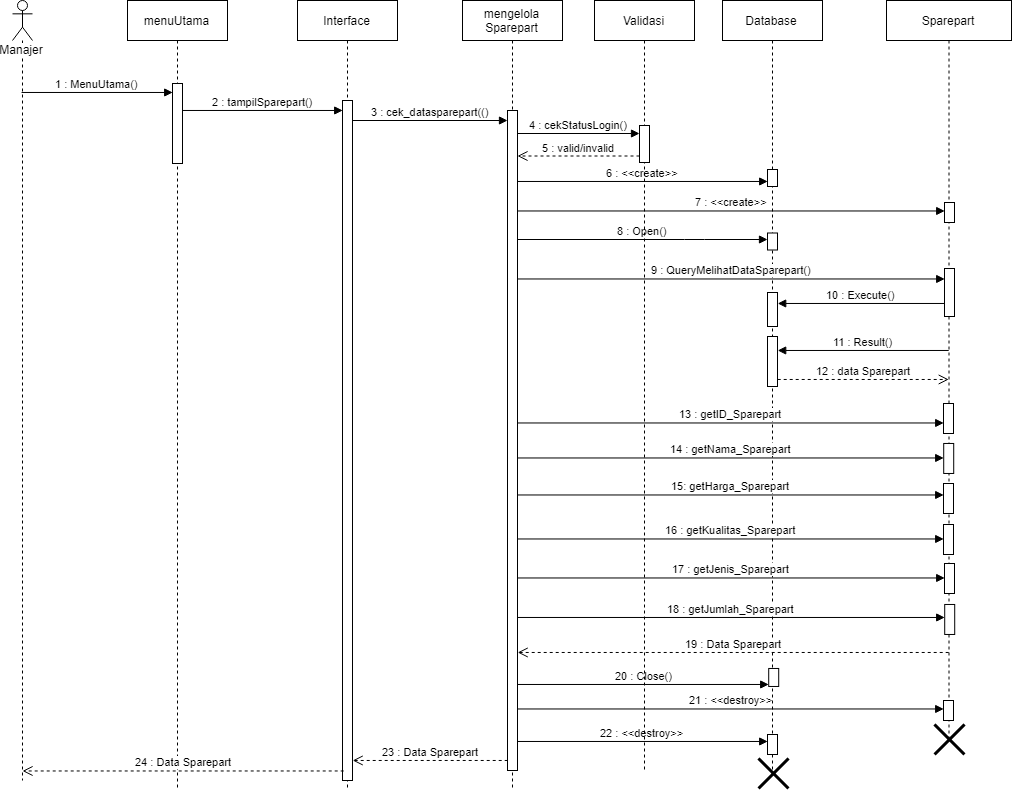 Manajer
menuUtama
Interface
mengelola
Sparepart
Validasi
Database
Sparepart
1 : MenuUtama()
2 : tampilSparepart()
3 : cek_datasparepart(()
4 : cekStatusLogin()
5 : valid/invalid
6 : <<create>>
7 : <<create>>
8 : Open()
9 : QueryMelihatDataSparepart()
10 : Execute()
11 : Result()
12 : data Sparepart
13 : getID_Sparepart
14 : getNama_Sparepart
15: getHarga_Sparepart
16 : getKualitas_Sparepart
17 : getJenis_Sparepart
18 : getJumlah_Sparepart
19 : Data Sparepart
20 : Close()
21 : <<destroy>>
22 : <<destroy>>
23 : Data Sparepart
24 : Data Sparepart